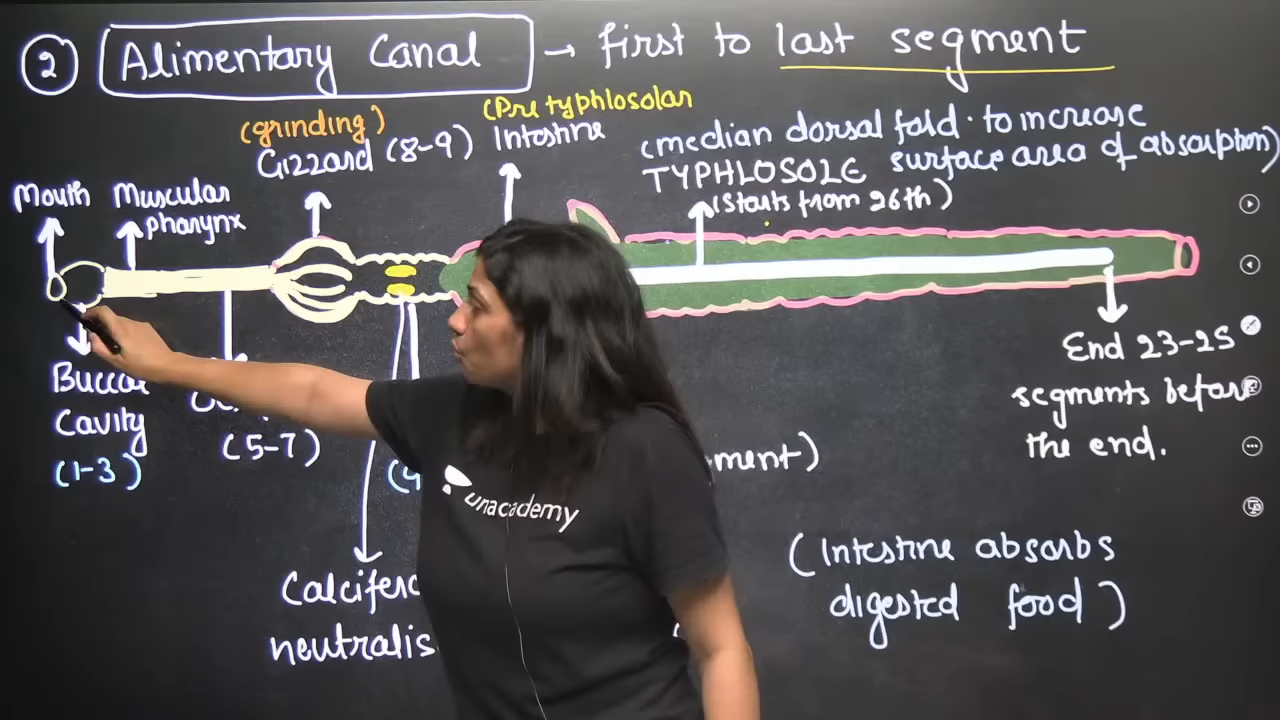 2 Alimentary Canal → first to last segment
(grinding)
Gizzard (8-9)
(Pre typhlosolar
Intestine
(median dorsal fold. to increase
TYPHLOSOLE surface area of absorption)
(Starts from 26th)
Mouth
Muscular
pharynx
Buccal
Cavity
(1-3)
(5-7)
End 23-25
segments before
the end.
ment)
unacademy
(Intestine absorbs
digested food)
neutralis